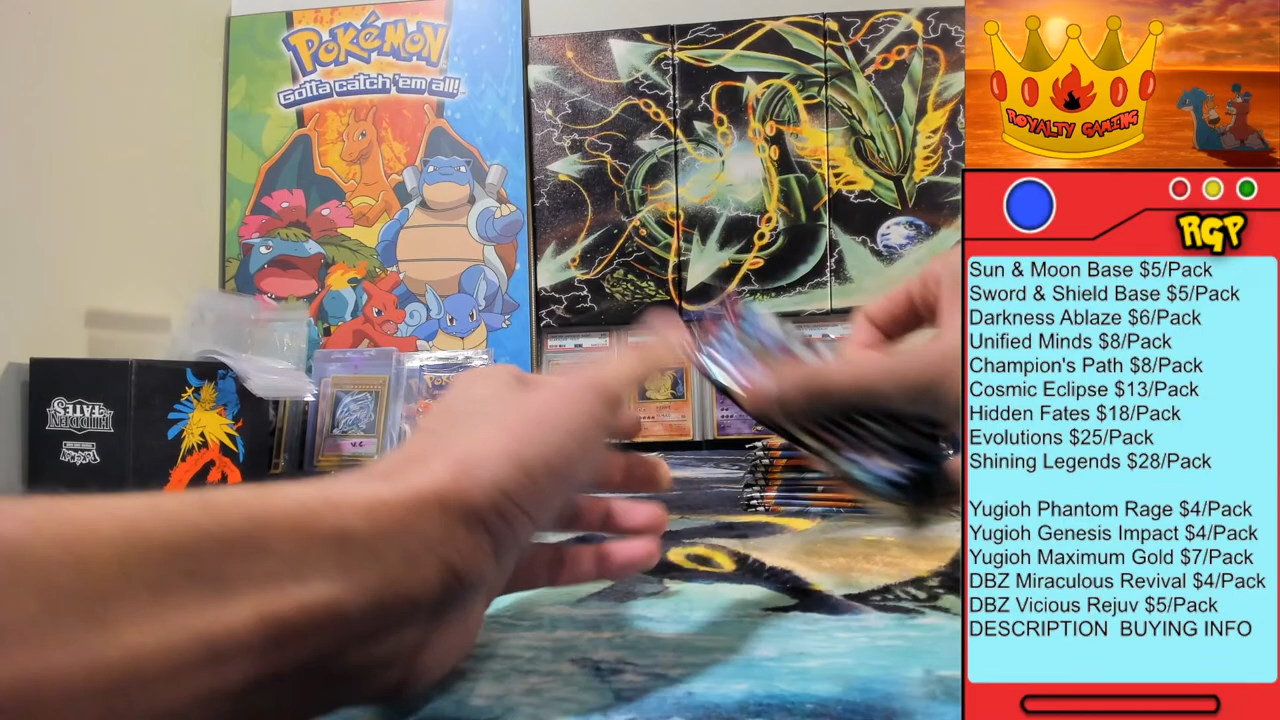 POKéMON
Gotta catch 'em all!
HIDDEN
FATES
POKéMON
V.G.
ROYALTY GAMING
RGP
Sun & Moon Base $5/Pack
Sword & Shield Base $5/Pack
Darkness Ablaze $6/Pack
Unified Minds $8/Pack
Champion's Path $8/Pack
Cosmic Eclipse $13/Pack
Hidden Fates $18/Pack
Evolutions $25/Pack
Shining Legends $28/Pack
Yugioh Phantom Rage $4/Pack
Yugioh Genesis Impact $4/Pack
Yugioh Maximum Gold $7/Pack
DBZ Miraculous Revival $4/Pack
DBZ Vicious Rejuv $5/Pack
DESCRIPTION BUYING INFO